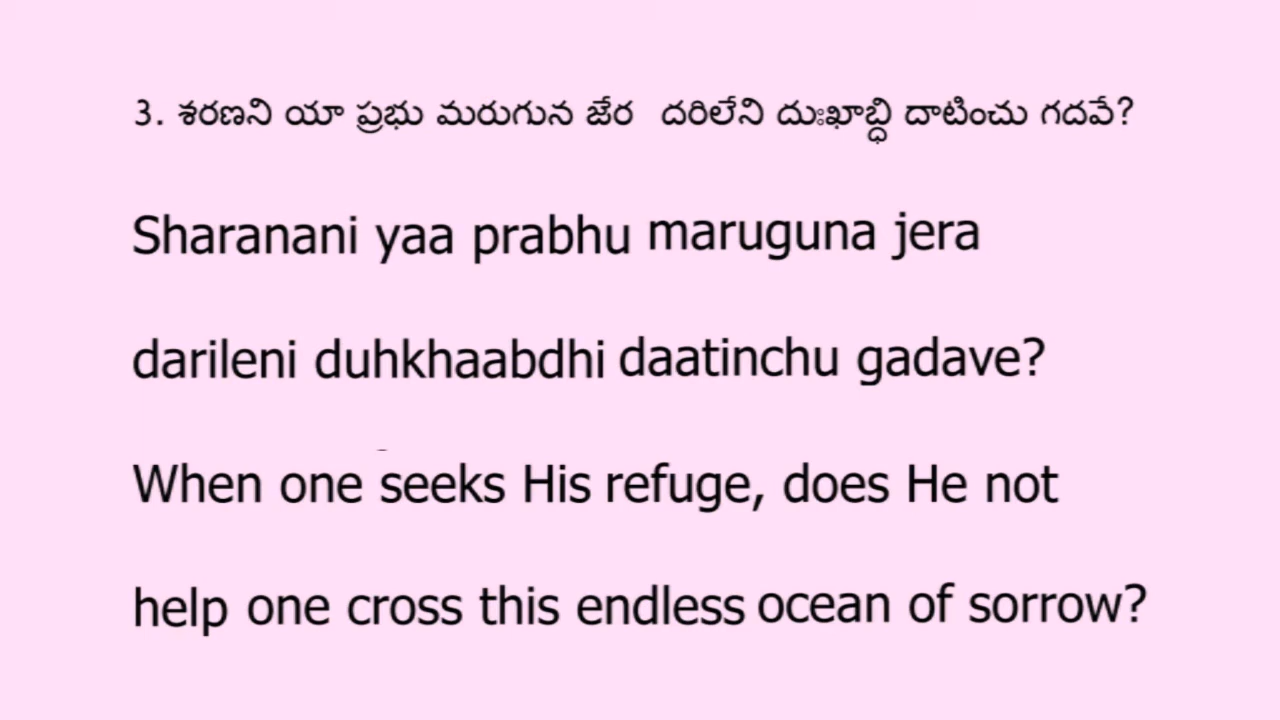 3. శరణని యా ప్రభు మరుగున జేర దరిలేని దుఃఖాబ్ధి దాటించు గదవే?
Sharanani yaa prabhu maruguna jera
darileni duhkhaabdhi daatinchu gadave?
When one seeks His refuge, does He not
help one cross this endless ocean of sorrow?